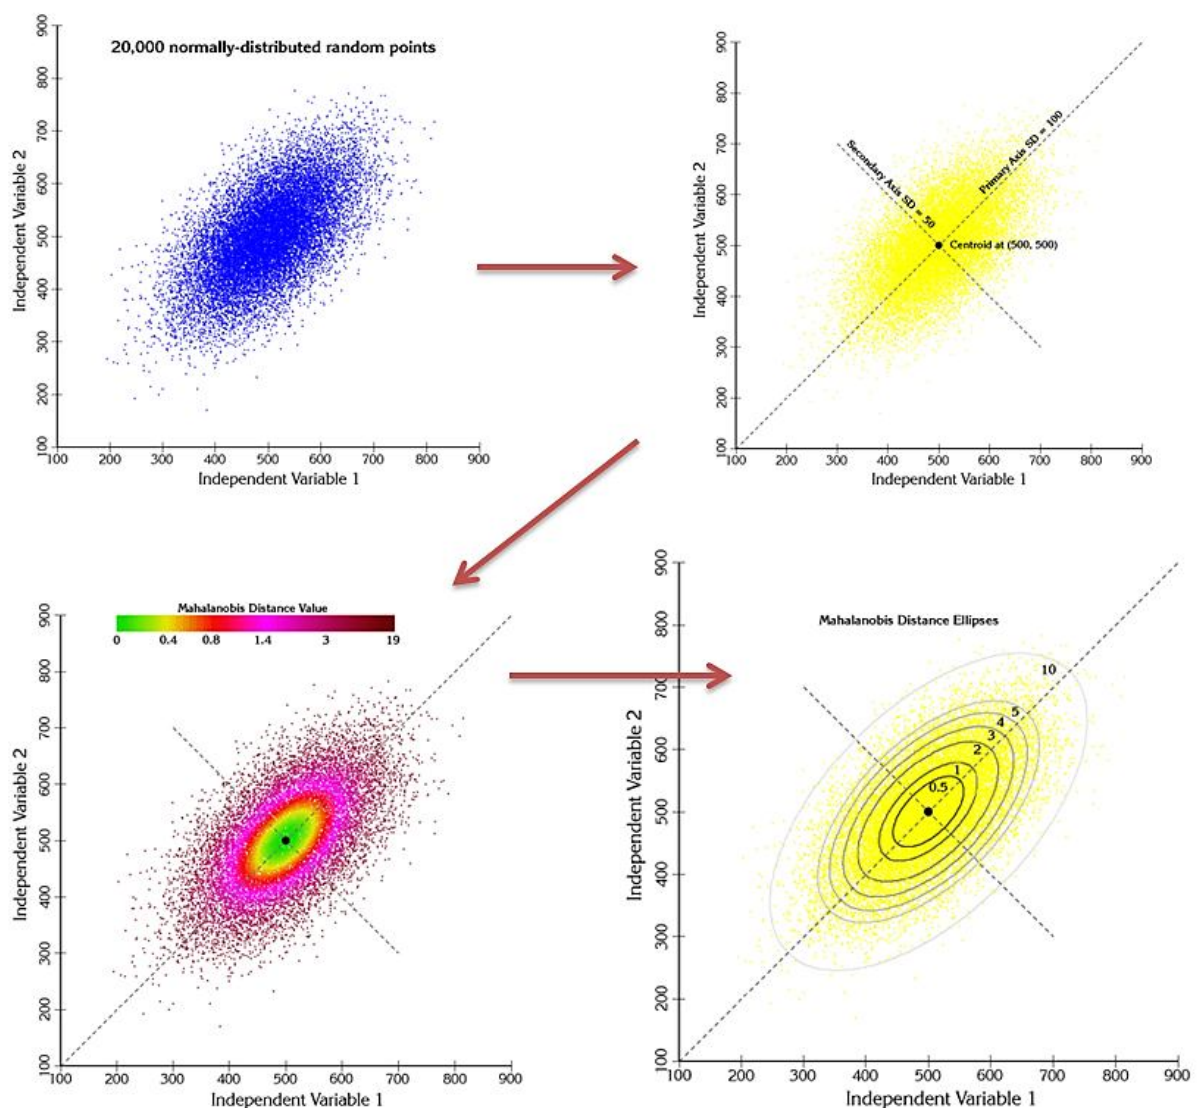 20,000 normally-distributed random points
Independent Variable 2
900
800
700
600
500
400
300
200
100
100 200 300 400 500 600 700 800 900
Independent Variable 1
Independent Variable 2
900
800
700
600
500
400
300
200
100
Secondary Axis SD = 50
Primary Axis SD = 100
Centroid at (500, 500)
100 200 300 400 500 600 700 800 900
Independent Variable 1
Mahalanobis Distance Value
0 0.4 0.8 1.4 3 19
Independent Variable 2
900
800
700
600
500
400
300
200
100
100 200 300 400 500 600 700 800 900
Independent Variable 1
Mahalanobis Distance Ellipses
Independent Variable 2
900
800
700
600
500
400
300
200
100
10
5
4
3
2
1
0.5
100 200 300 400 500 600 700 800 900
Independent Variable 1